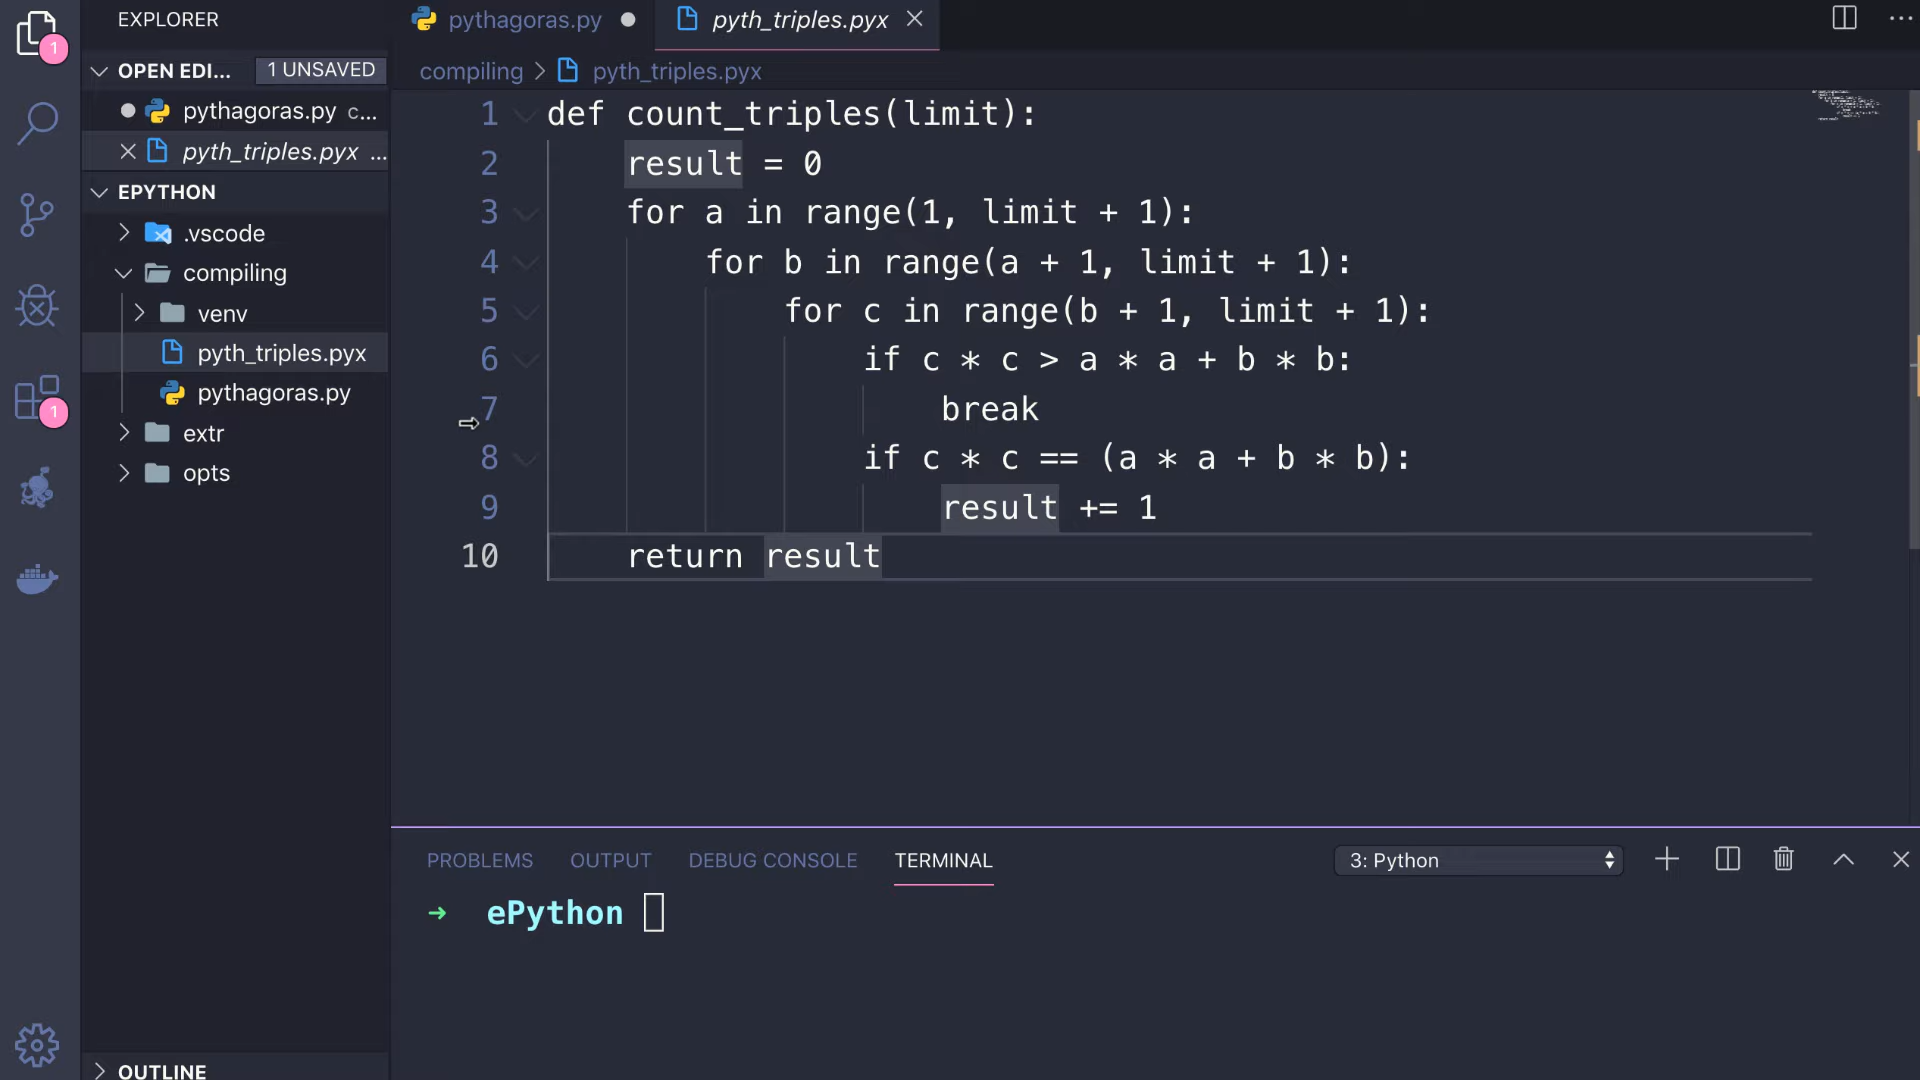 EXPLORER
OPEN EDI... 1 UNSAVED
pythagoras.py c...
pyth_triples.pyx ...
EPYTHON
.vscode
compiling
venv
pyth_triples.pyx
pythagoras.py
extr
opts
OUTLINE
1
1
pythagoras.py
pyth_triples.pyx
compiling > pyth_triples.pyx
1 def count_triples(limit):
2 result = 0
3 for a in range(1, limit + 1):
4 for b in range(a + 1, limit + 1):
5 for c in range(b + 1, limit + 1):
6 if c * c > a * a + b * b:
7 break
8 if c * c == (a * a + b * b):
9 result += 1
10 return result
PROBLEMS OUTPUT DEBUG CONSOLE TERMINAL 3: Python
→ ePython